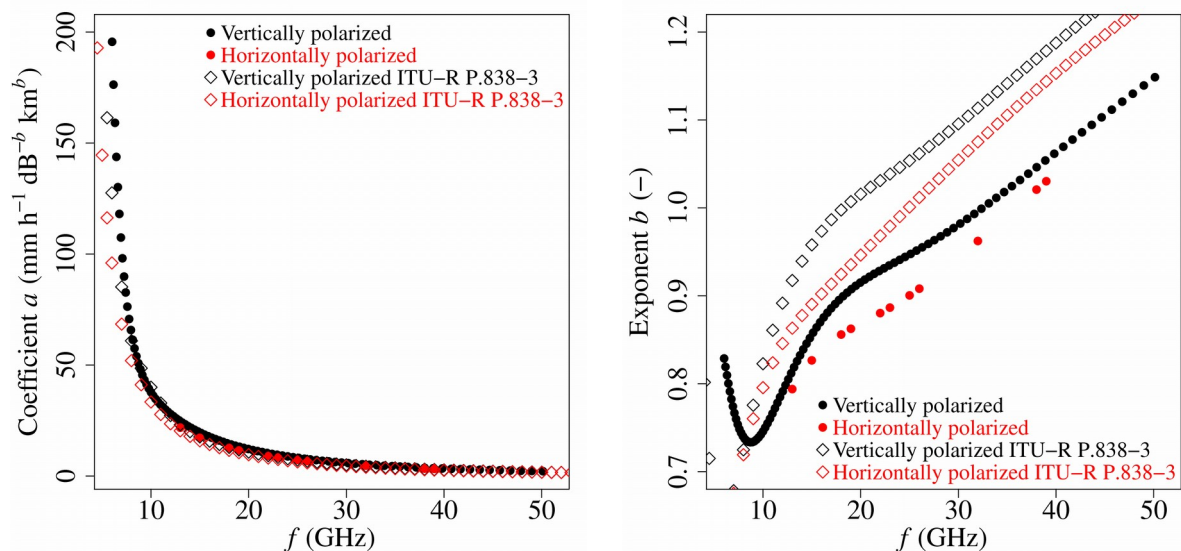 200
150
100
50
0
Coefficient a (mm h⁻¹ dB⁻ᵇ kmᵇ)
Vertically polarized
Horizontally polarized
Vertically polarized ITU−R P.838−3
Horizontally polarized ITU−R P.838−3
10 20 30 40 50
f (GHz)
1.2
1.1
1.0
0.9
0.8
0.7
Exponent b (−)
Vertically polarized
Horizontally polarized
Vertically polarized ITU−R P.838−3
Horizontally polarized ITU−R P.838−3
10 20 30 40 50
f (GHz)